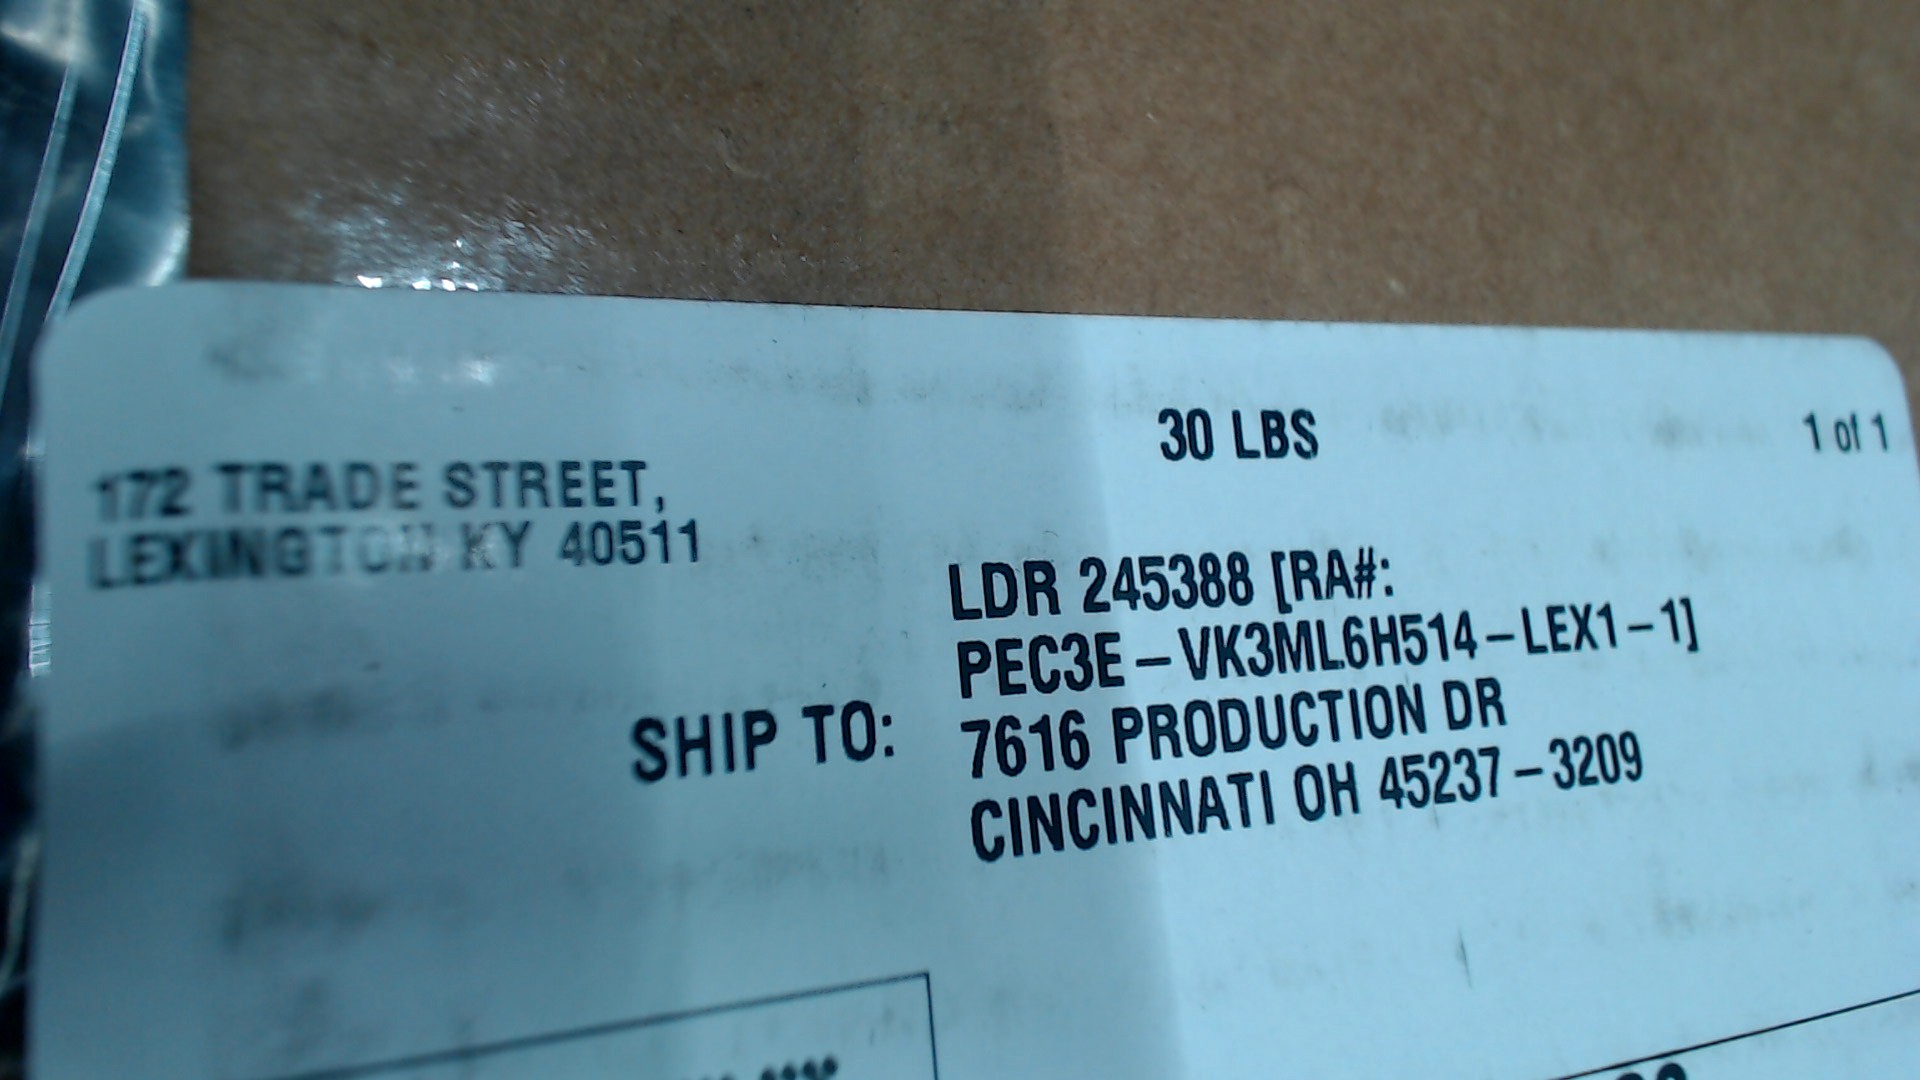 30 LBS
1 of 1
172 TRADE STREET,
LEXINGTON KY 40511
LDR 245388 [RA#:
PEC3E-VK3ML6H514-LEX1-1]
SHIP TO: 7616 PRODUCTION DR
CINCINNATI OH 45237-3209